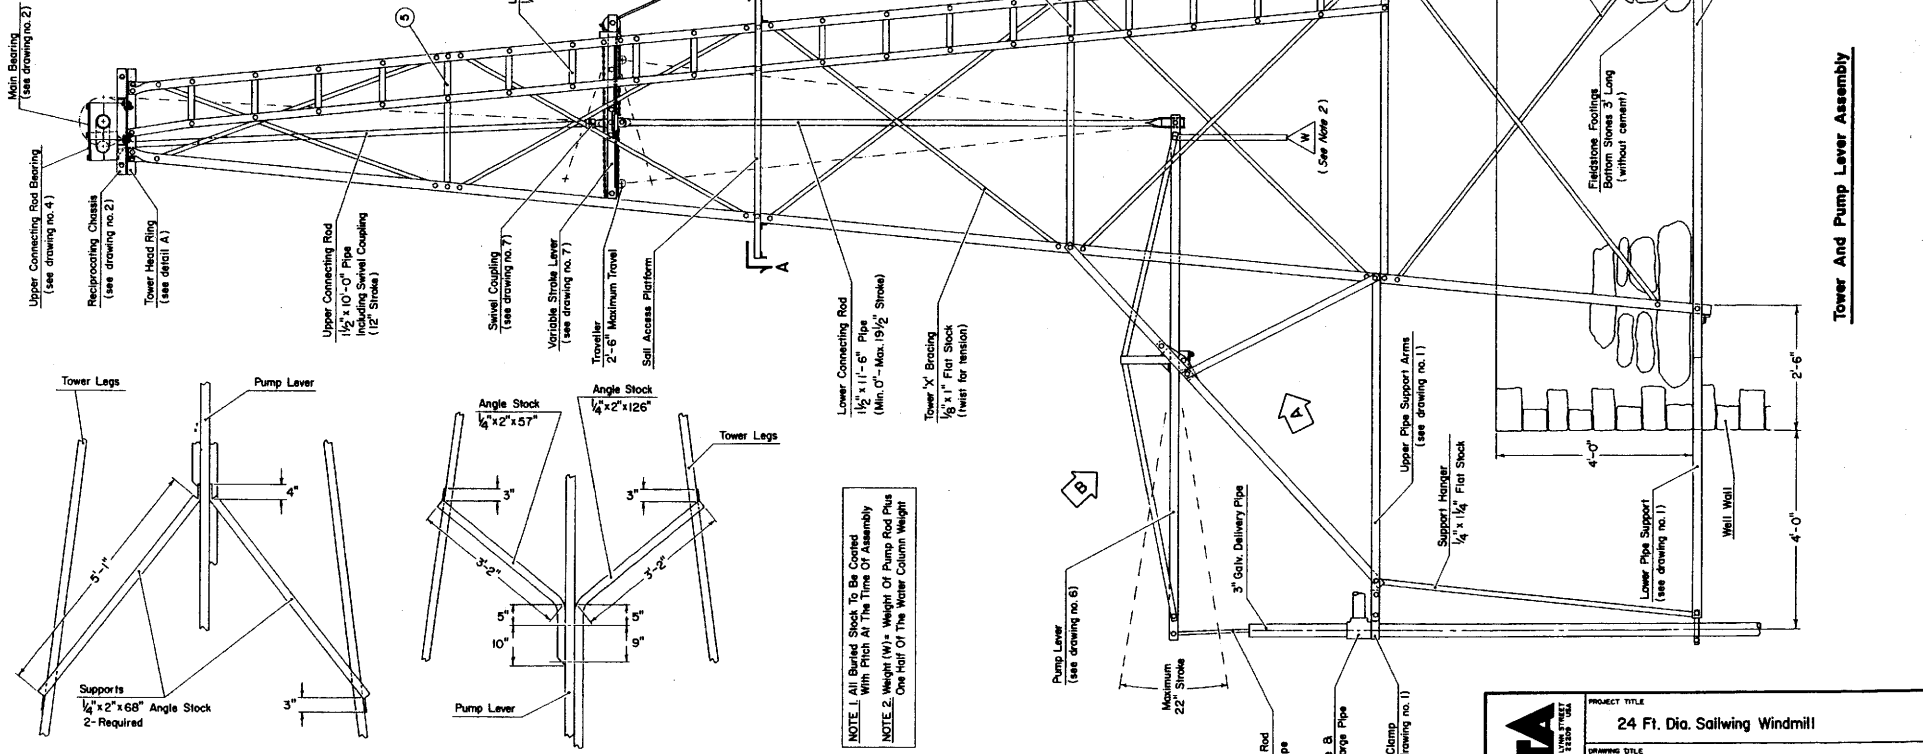 Main Bearing
(see drawing no. 2)
Upper Connecting Rod Bearing
(see drawing no. 4)
Reciprocating Chassis
(see drawing no. 2)
Tower Head Ring
(see detail A)
5
Upper Connecting Rod
1½" x 10'-0" Pipe
Including Swivel Coupling
(12" Stroke)
Swivel Coupling
(see drawing no. 7)
Variable Stroke Lever
(see drawing no. 7)
Traveller
2'-6" Maximum Travel
Sail Access Platform
A
Lower Connecting Rod
1½" x 11'-6" Pipe
(Min. 0"-Max. 19½" Stroke)
Tower 'X' Bracing
⅛" x 1" Flat Stock
(twist for tension)
W
(See Note 2)
Fieldstone Footings
Bottom Stones 3' Long
(without cement)
Tower And Pump Lever Assembly
Tower Legs
Pump Lever
4"
5'-1"
Supports
¼"x2"x68" Angle Stock
2-Required
3"
Angle Stock
¼"x2"x57"
Angle Stock
¼"x2"x126"
Tower Legs
3"
3"
3'-2"
3'-2"
5"
5"
10"
9"
Pump Lever
NOTE 1. All Buried Stock To Be Coated
With Pitch At The Time Of Assembly
NOTE 2. Weight (W)= Weight Of Pump Rod Plus
One Half Of The Water Column Weight
B
A
Pump Lever
(see drawing no. 6)
Maximum
22" Stroke
3" Galv. Delivery Pipe
Upper Pipe Support Arms
(see drawing no. 1)
Support Hanger
¼" x 1¼" Flat Stock
4'-0"
Lower Pipe Support
(see drawing no. 1)
Well Wall
2'-6"
4'-0"
Rod
Clamp
PROJECT TITLE
24 Ft. Dia. Sailwing Windmill
DRAWING TITLE